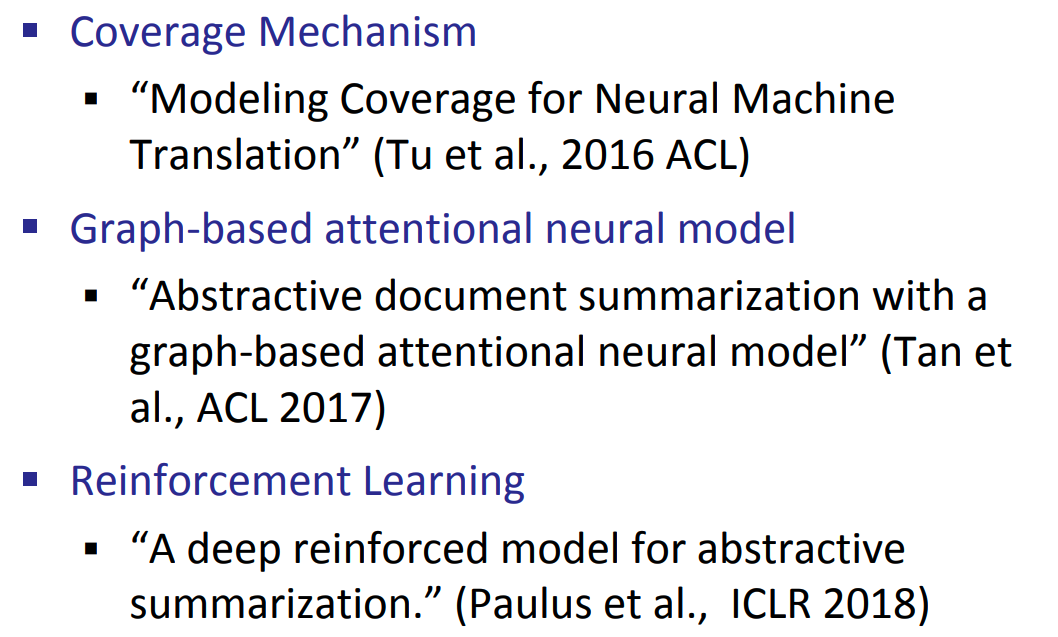 ▪ Coverage Mechanism
▪ “Modeling Coverage for Neural Machine
Translation” (Tu et al., 2016 ACL)
▪ Graph-based attentional neural model
▪ “Abstractive document summarization with a
graph-based attentional neural model” (Tan et
al., ACL 2017)
▪ Reinforcement Learning
▪ “A deep reinforced model for abstractive
summarization.” (Paulus et al.,  ICLR 2018)